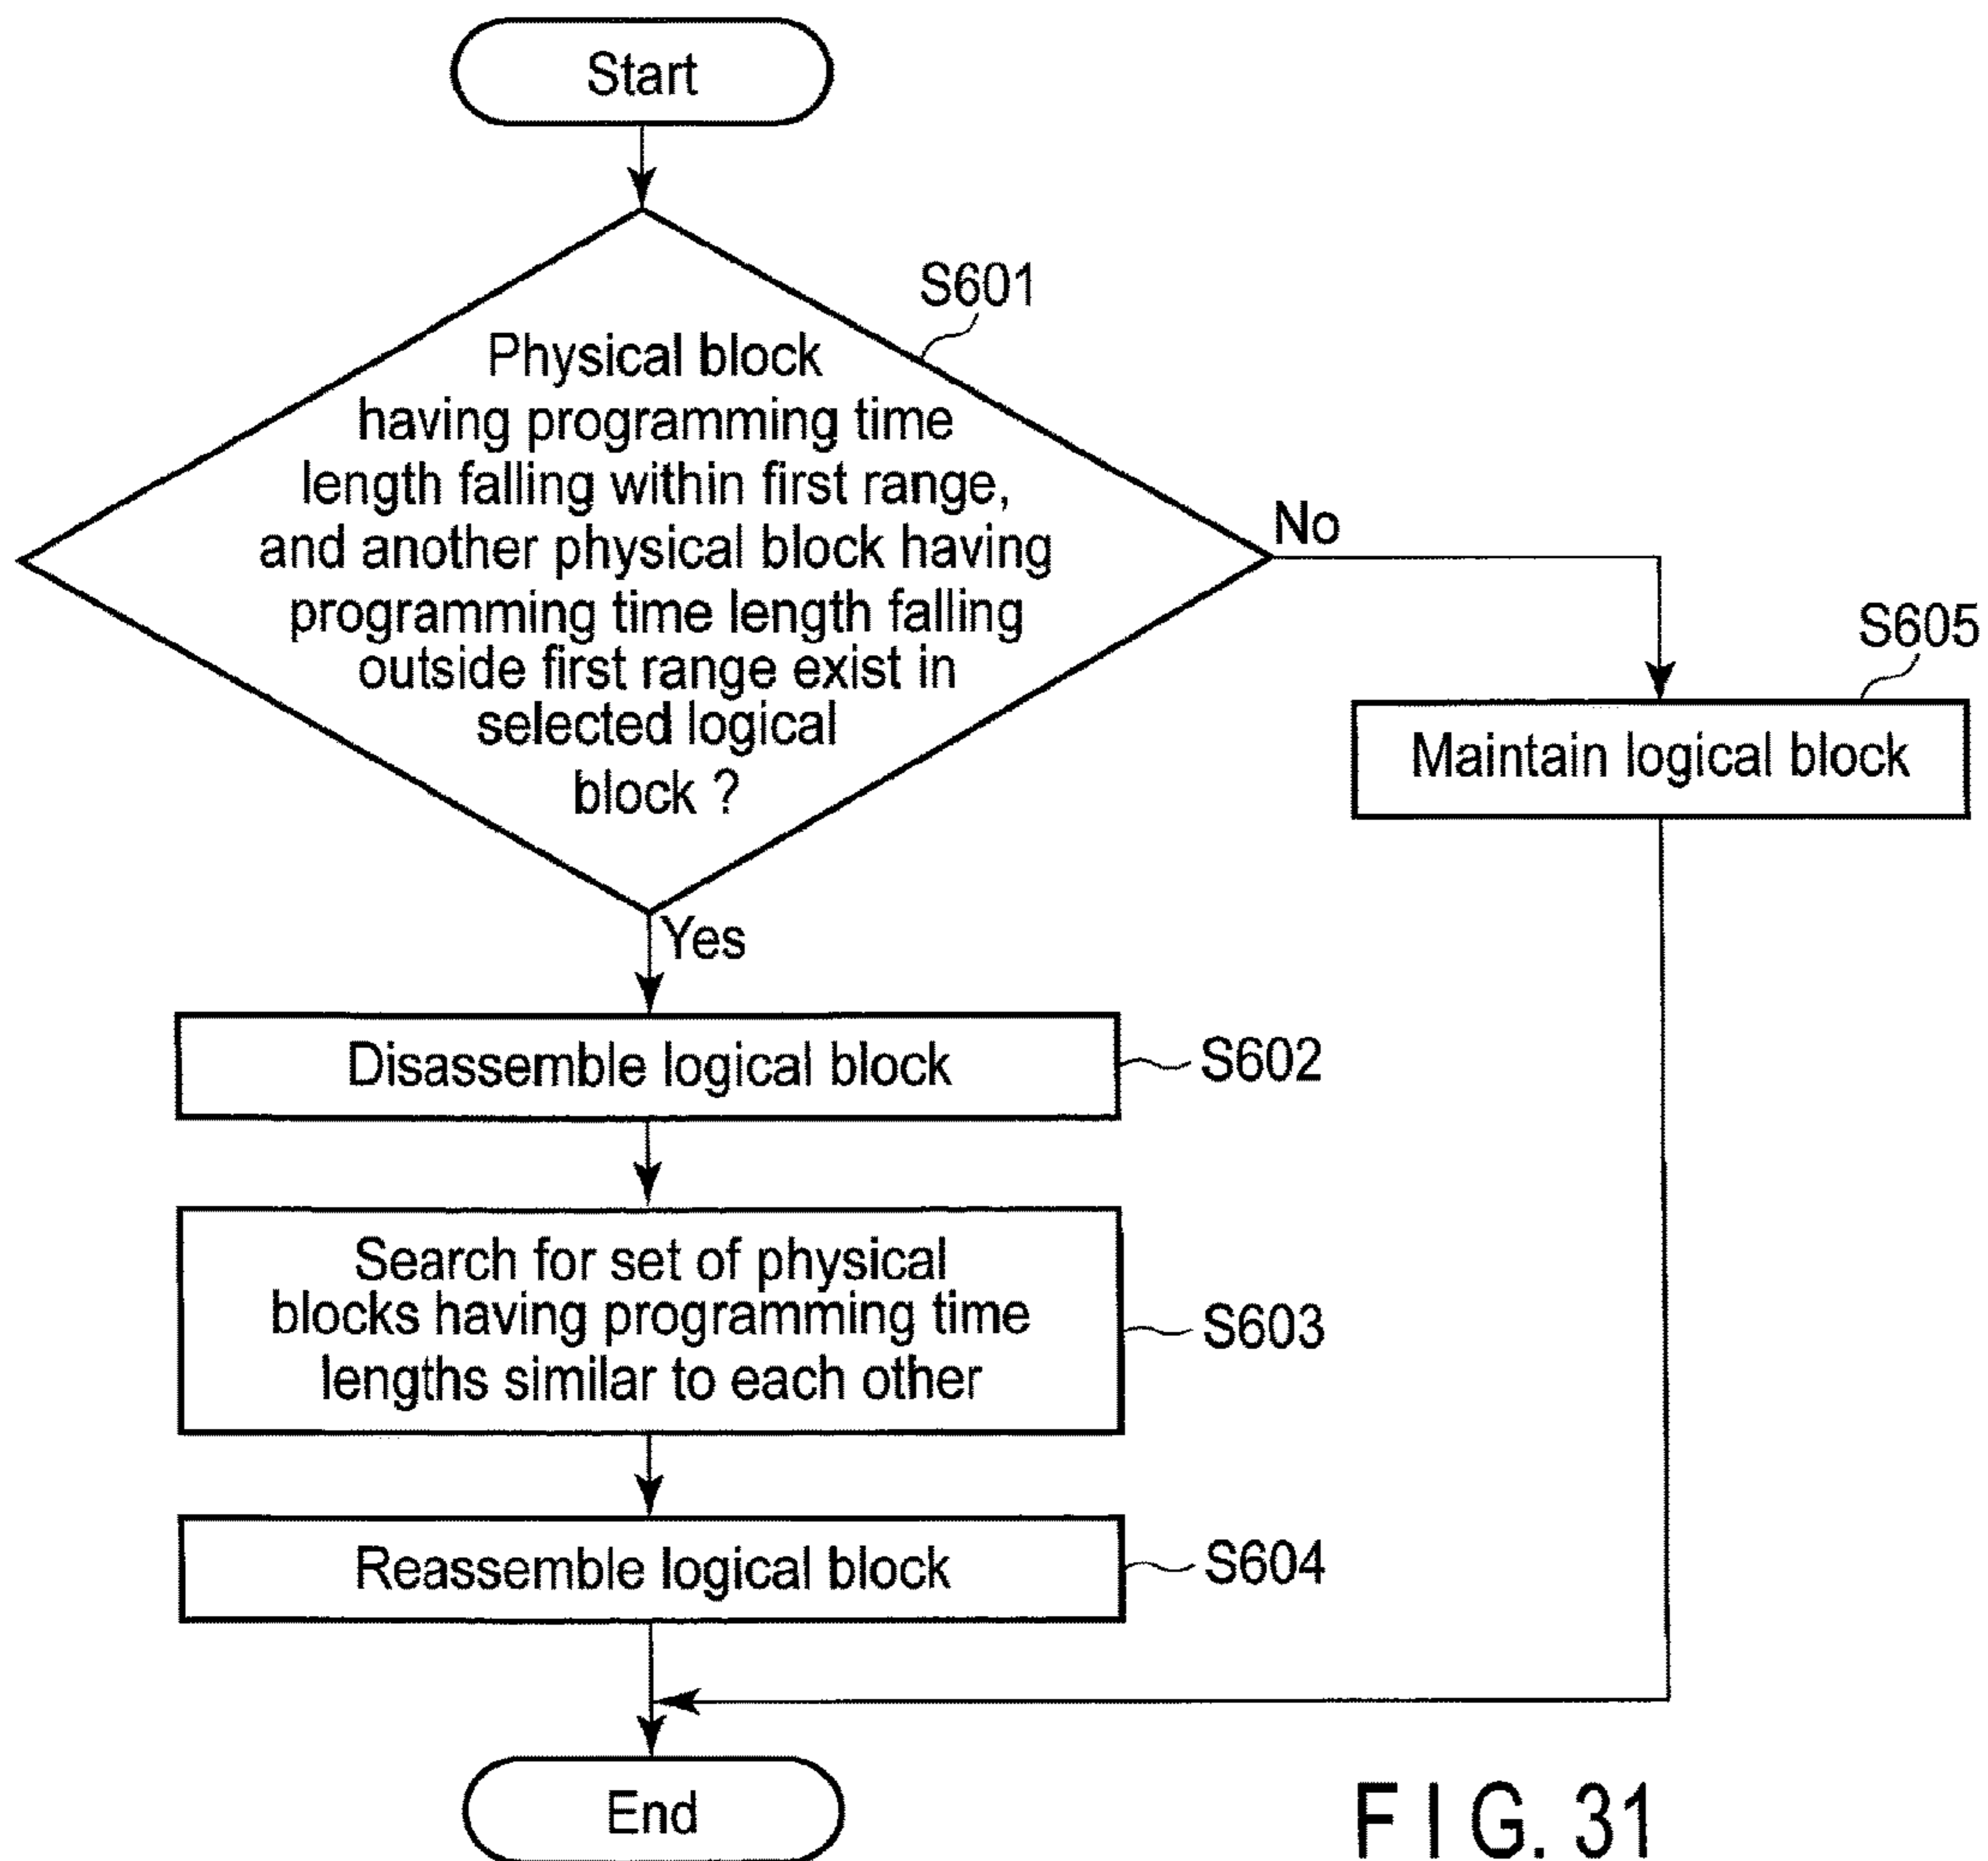 Start
S601
Physical block
having programming time
length falling within first range,
and another physical block having
programming time length falling
outside first range exist in
selected logical
block ?
No
S605
Maintain logical block
Yes
Disassemble logical block
S602
Search for set of physical
blocks having programming time
lengths similar to each other
S603
Reassemble logical block
S604
End
FIG. 31